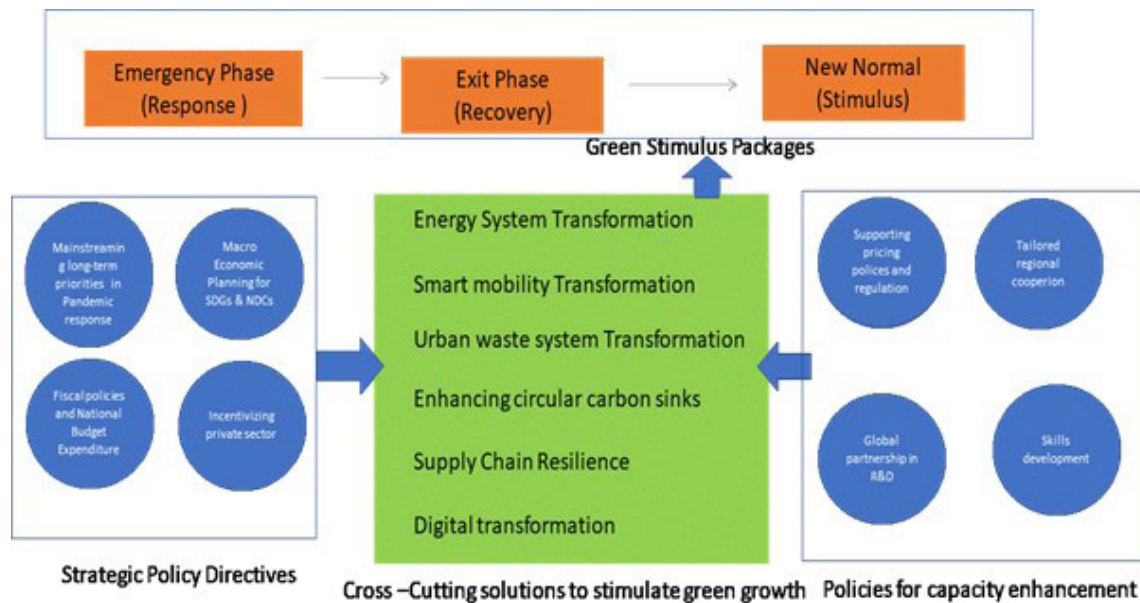 Emergency Phase
(Response )
Exit Phase
(Recovery)
New Normal
(Stimulus)
Green Stimulus Packages
Mainstreamin
g long-term
priorities in
Pandemic
response
Macro
Economic
Planning for
SDGs & NDCs
Fiscal policies
and National
Budget
Expenditure
Incentivizing
private sector
Strategic Policy Directives
Energy System Transformation
Smart mobility Transformation
Urban waste system Transformation
Enhancing circular carbon sinks
Supply Chain Resilience
Digital transformation
Cross –Cutting solutions to stimulate green growth
Supporting
pricing
polices and
regulation
Tailored
regional
cooperion
Global
partnership in
R&D
Skills
development
Policies for capacity enhancement